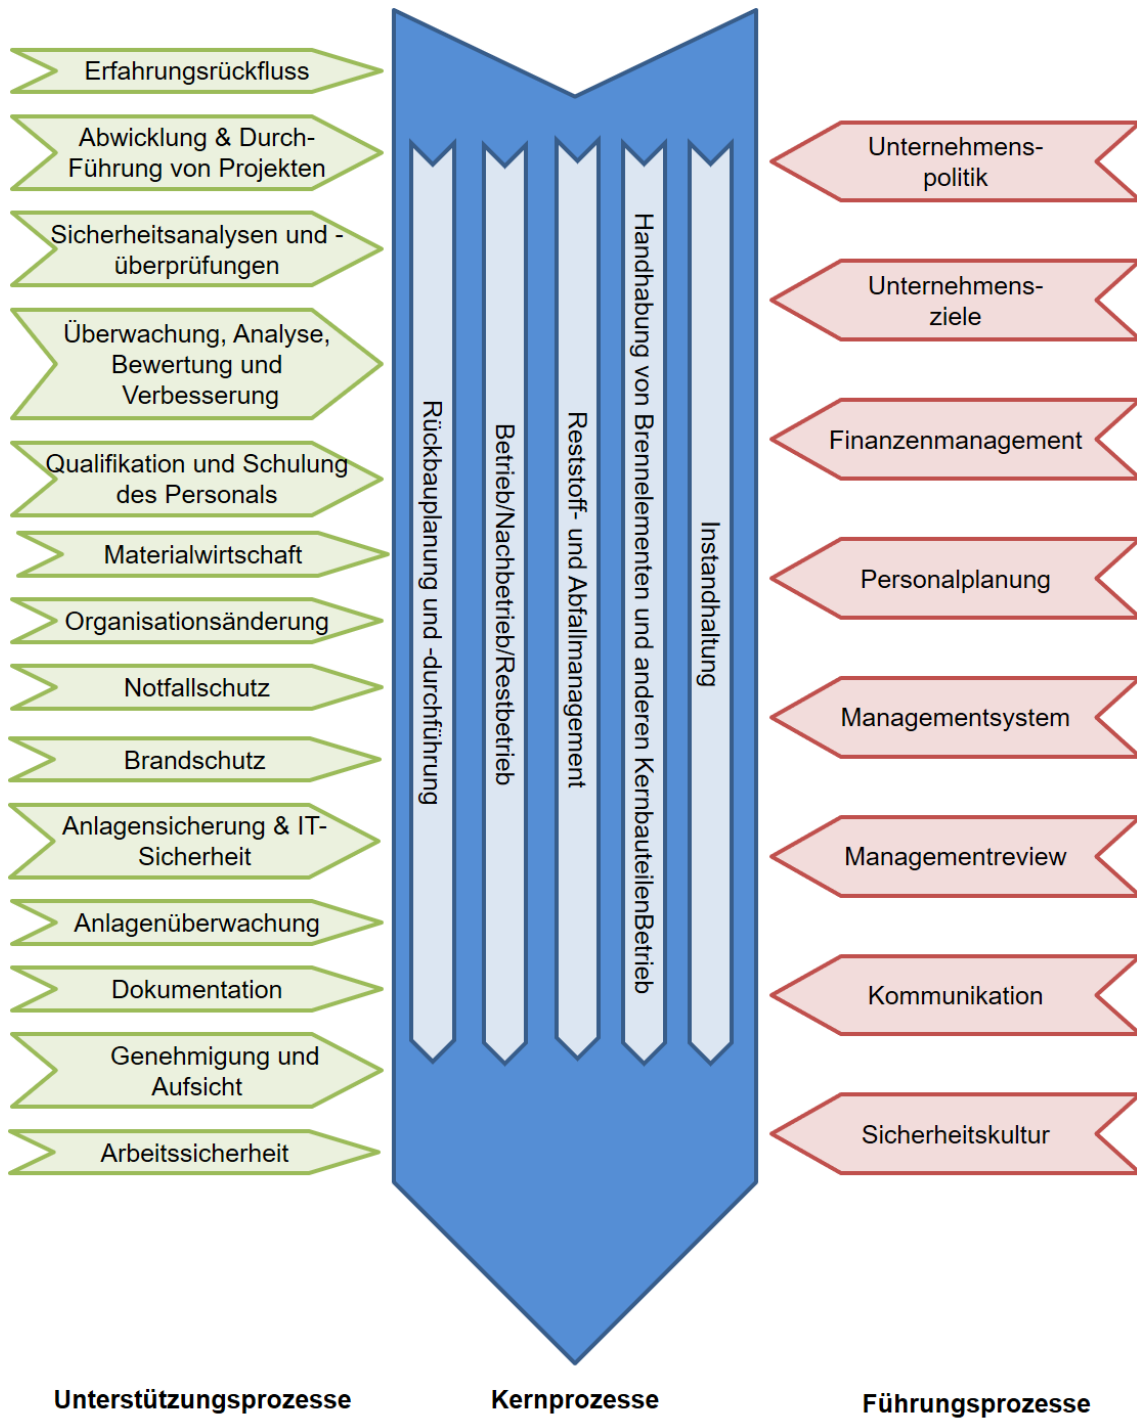 Erfahrungsrückfluss
Abwicklung & Durch-
Führung von Projekten
Sicherheitsanalysen und -
überprüfungen
Überwachung, Analyse,
Bewertung und
Verbesserung
Qualifikation und Schulung
des Personals
Materialwirtschaft
Organisationsänderung
Notfallschutz
Brandschutz
Anlagensicherung & IT-
Sicherheit
Anlagenüberwachung
Dokumentation
Genehmigung und
Aufsicht
Arbeitssicherheit
Unterstützungsprozesse
Rückbauplanung und -durchführung
Betrieb/Nachbetrieb/Restbetrieb
Reststoff- und Abfallmanagement
Handhabung von Brennelementen und anderen KernbauteilenBetrieb
Instandhaltung
Kernprozesse
Unternehmens-
politik
Unternehmens-
ziele
Finanzenmanagement
Personalplanung
Managementsystem
Managementreview
Kommunikation
Sicherheitskultur
Führungsprozesse